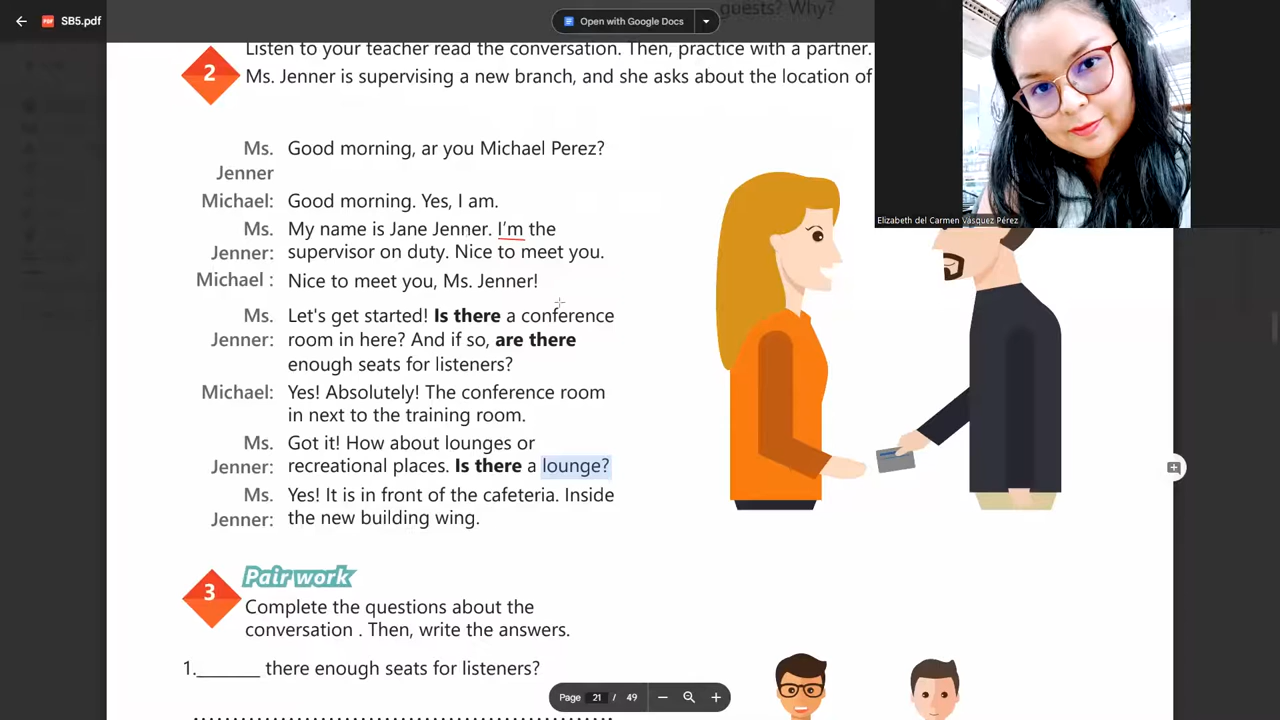 SB5.pdf
Open with Google Docs
guests? Why?
Listen to your teacher read the conversation. Then, practice with a partner.
2
Ms. Jenner is supervising a new branch, and she asks about the location of
Elizabeth del Carmen Vásquez Pérez
Ms. Good morning, ar you Michael Perez?
Jenner
Michael: Good morning. Yes, I am.
Ms. My name is Jane Jenner. I'm the
Jenner: supervisor on duty. Nice to meet you.
Michael : Nice to meet you, Ms. Jenner!
Ms. Let's get started! Is there a conference
Jenner: room in here? And if so, are there
enough seats for listeners?
Michael: Yes! Absolutely! The conference room
in next to the training room.
Ms. Got it! How about lounges or
Jenner: recreational places. Is there a lounge?
Ms. Yes! It is in front of the cafeteria. Inside
Jenner: the new building wing.
Pair work
3
Complete the questions about the
conversation . Then, write the answers.
1.______ there enough seats for listeners?
Page 21 / 49